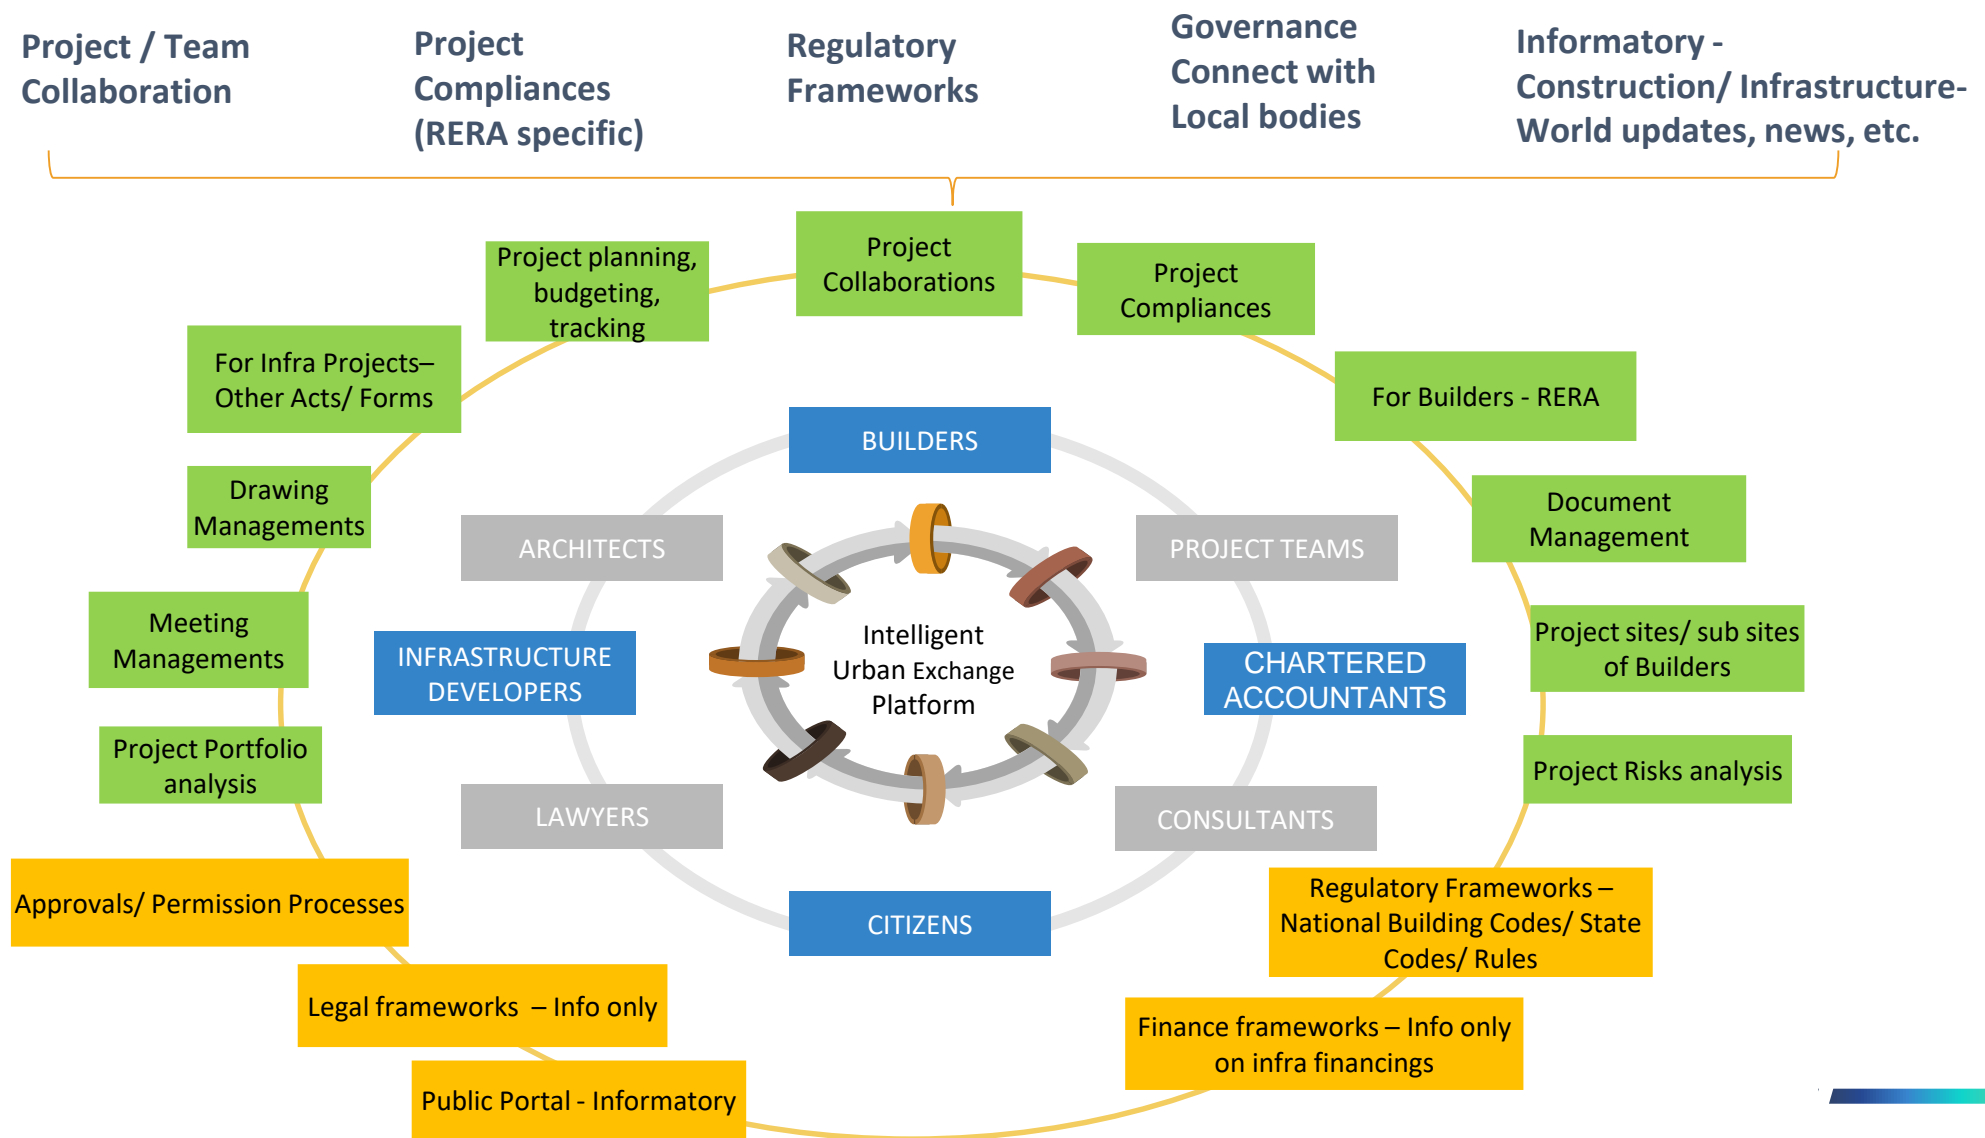 Project / Team
Collaboration
Project
Compliances
(RERA specific)
Regulatory
Frameworks
Governance
Connect with
Local bodies
Informatory -
Construction/ Infrastructure-
World updates, news, etc.
Project
Collaborations
Project planning,
budgeting,
tracking
Project
Compliances
For Infra Projects–
Other Acts/ Forms
For Builders - RERA
BUILDERS
Drawing
Managements
Document
Management
ARCHITECTS
PROJECT TEAMS
Meeting
Managements
INFRASTRUCTURE
DEVELOPERS
Intelligent
Urban Exchange
Platform
CHARTERED
ACCOUNTANTS
Project sites/ sub sites
of Builders
Project Portfolio
analysis
Project Risks analysis
LAWYERS
CONSULTANTS
Approvals/ Permission Processes
CITIZENS
Regulatory Frameworks –
National Building Codes/ State
Codes/ Rules
Legal frameworks – Info only
Finance frameworks – Info only
on infra financings
Public Portal - Informatory